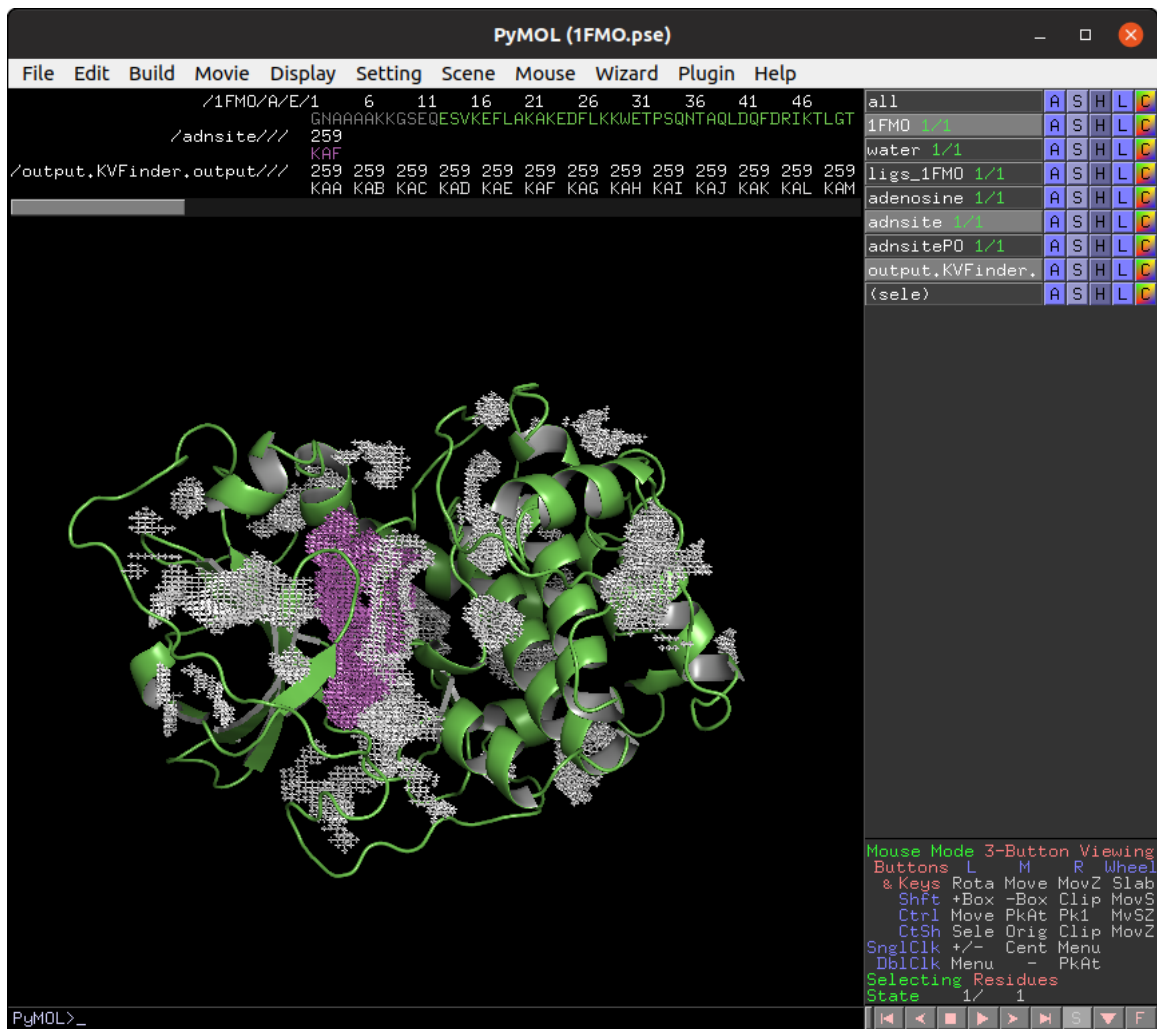 PyMOL (1FMO.pse)
File Edit Build Movie Display Setting Scene Mouse Wizard Plugin Help
/1FMO/A/E/1 6 11 16 21 26 31 36 41 46
GNAAAAKKGSEQESVKEFLAKAKEDFLKKWETPSQNTAQLDQFDRIKTLGT
/adnsite/// 259
KAF
/output.KVFinder.output/// 259 259 259 259 259 259 259 259 259 259 259 259 259
KAA KAB KAC KAD KAE KAF KAG KAH KAI KAJ KAK KAL KAM
all A S H L C
1FMO 1/1 A S H L C
water 1/1 A S H L C
ligs_1FMO 1/1 A S H L C
adenosine 1/1 A S H L C
adnsite 1/1 A S H L C
adnsitePO 1/1 A S H L C
output.KVFinder. A S H L C
(sele) A S H L C
Mouse Mode 3-Button Viewing
Buttons L M R Wheel
& Keys Rota Move MovZ Slab
Shft +Box -Box Clip MovS
Ctrl Move PkAt Pk1 MvSZ
CtSh Sele Orig Clip MovZ
SnglClk +/- Cent Menu
DblClk Menu - PkAt
Selecting Residues
State 1/ 1
S F
PyMOL>_